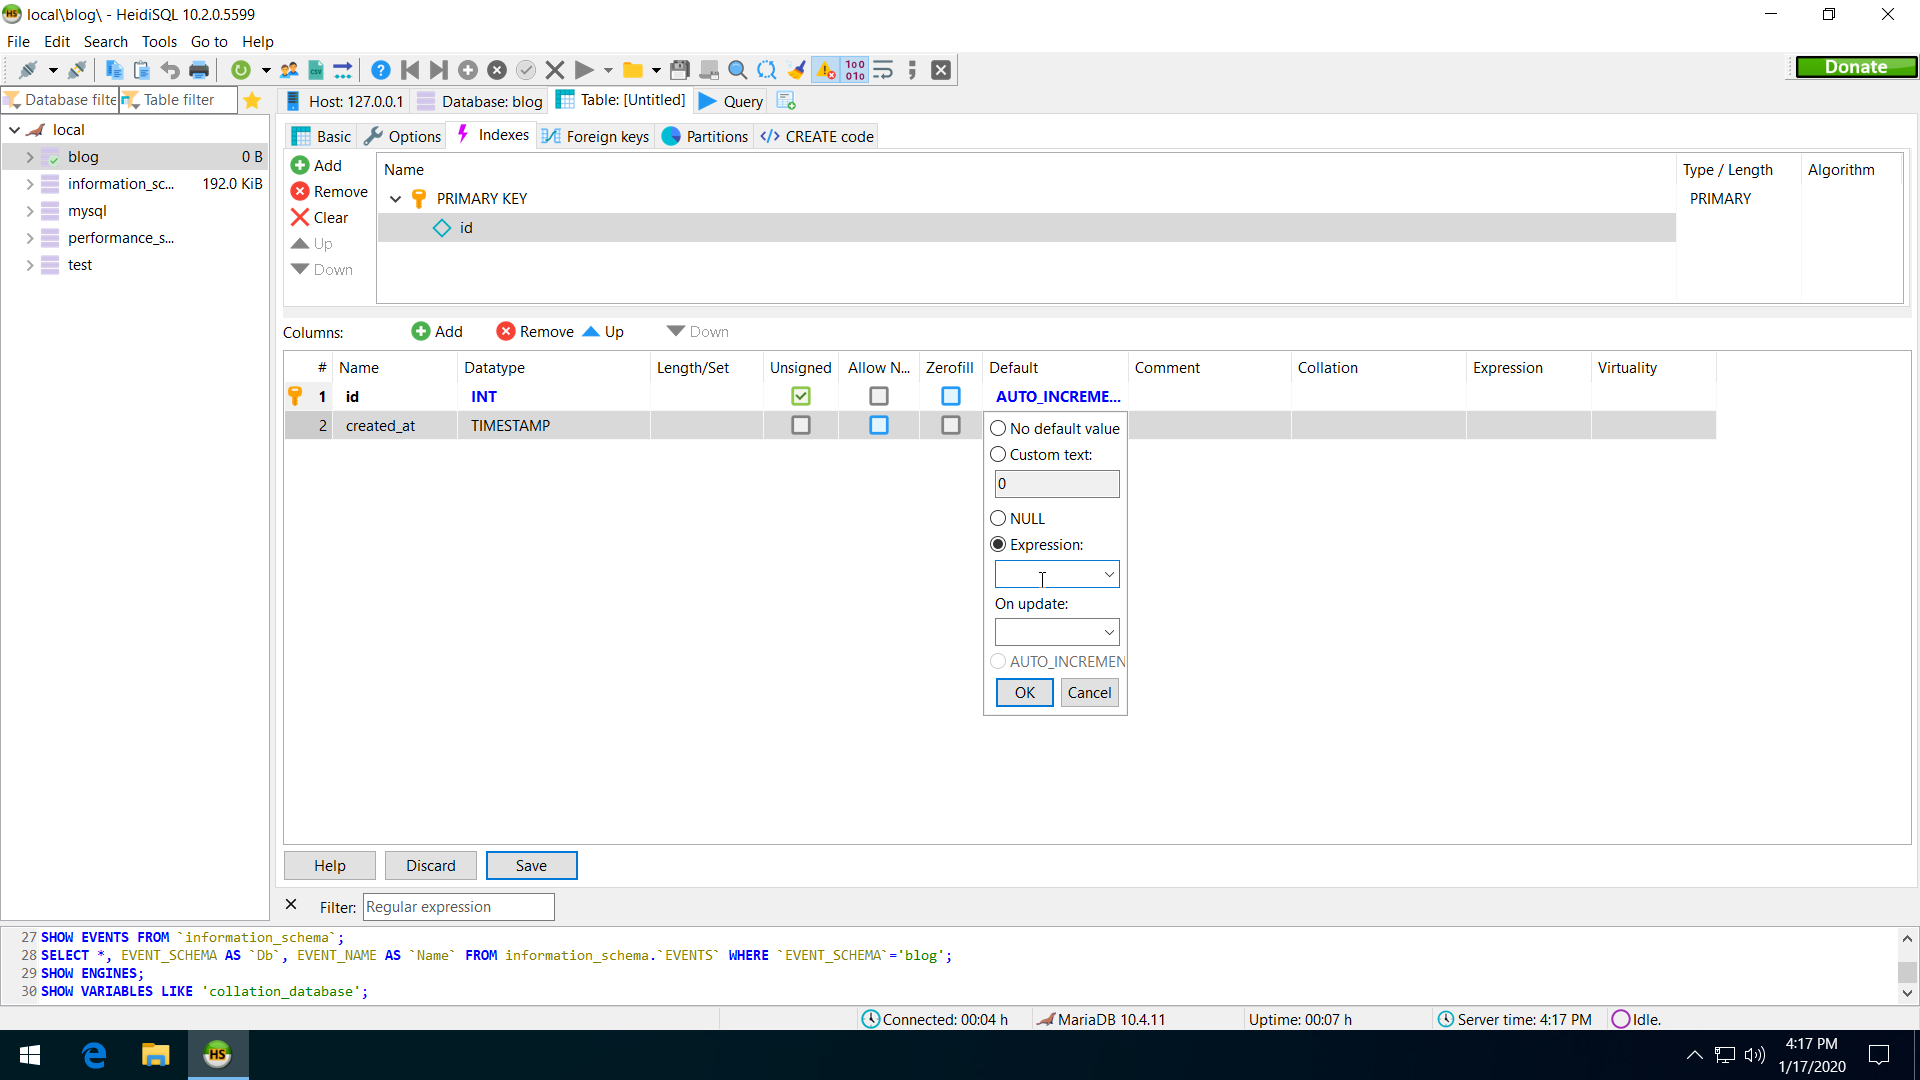 local\blog\ - HeidiSQL 10.2.0.5599
File Edit Search Tools Go to Help
Donate
Database filte Table filter
Host: 127.0.0.1 Database: blog Table: [Untitled] Query
local
blog 0 B
information_sc... 192.0 KiB
mysql
performance_s...
test
Basic Options Indexes Foreign keys Partitions CREATE code
Add
Remove
Clear
Up
Down
Name Type / Length Algorithm
PRIMARY KEY PRIMARY
id
Columns: Add Remove Up Down
# Name Datatype Length/Set Unsigned Allow N... Zerofill Default Comment Collation Expression Virtuality
1 id INT AUTO_INCREME...
2 created_at TIMESTAMP
No default value
Custom text:
0
NULL
Expression:
On update:
AUTO_INCREMEN
OK Cancel
Help Discard Save
Filter: Regular expression
27 SHOW EVENTS FROM `information_schema`;
28 SELECT *, EVENT_SCHEMA AS `Db`, EVENT_NAME AS `Name` FROM information_schema.`EVENTS` WHERE `EVENT_SCHEMA`='blog';
29 SHOW ENGINES;
30 SHOW VARIABLES LIKE 'collation_database';
Connected: 00:04 h MariaDB 10.4.11 Uptime: 00:07 h Server time: 4:17 PM Idle.
HS
4:17 PM
1/17/2020